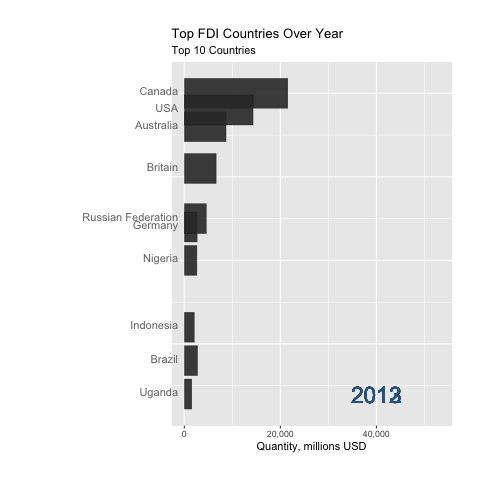 Top FDI Countries Over Year
Top 10 Countries
Canada
USA
Australia
Britain
Russian Federation
Germany
Nigeria
Indonesia
Brazil
Uganda
0
20,000
40,000
Quantity, millions USD